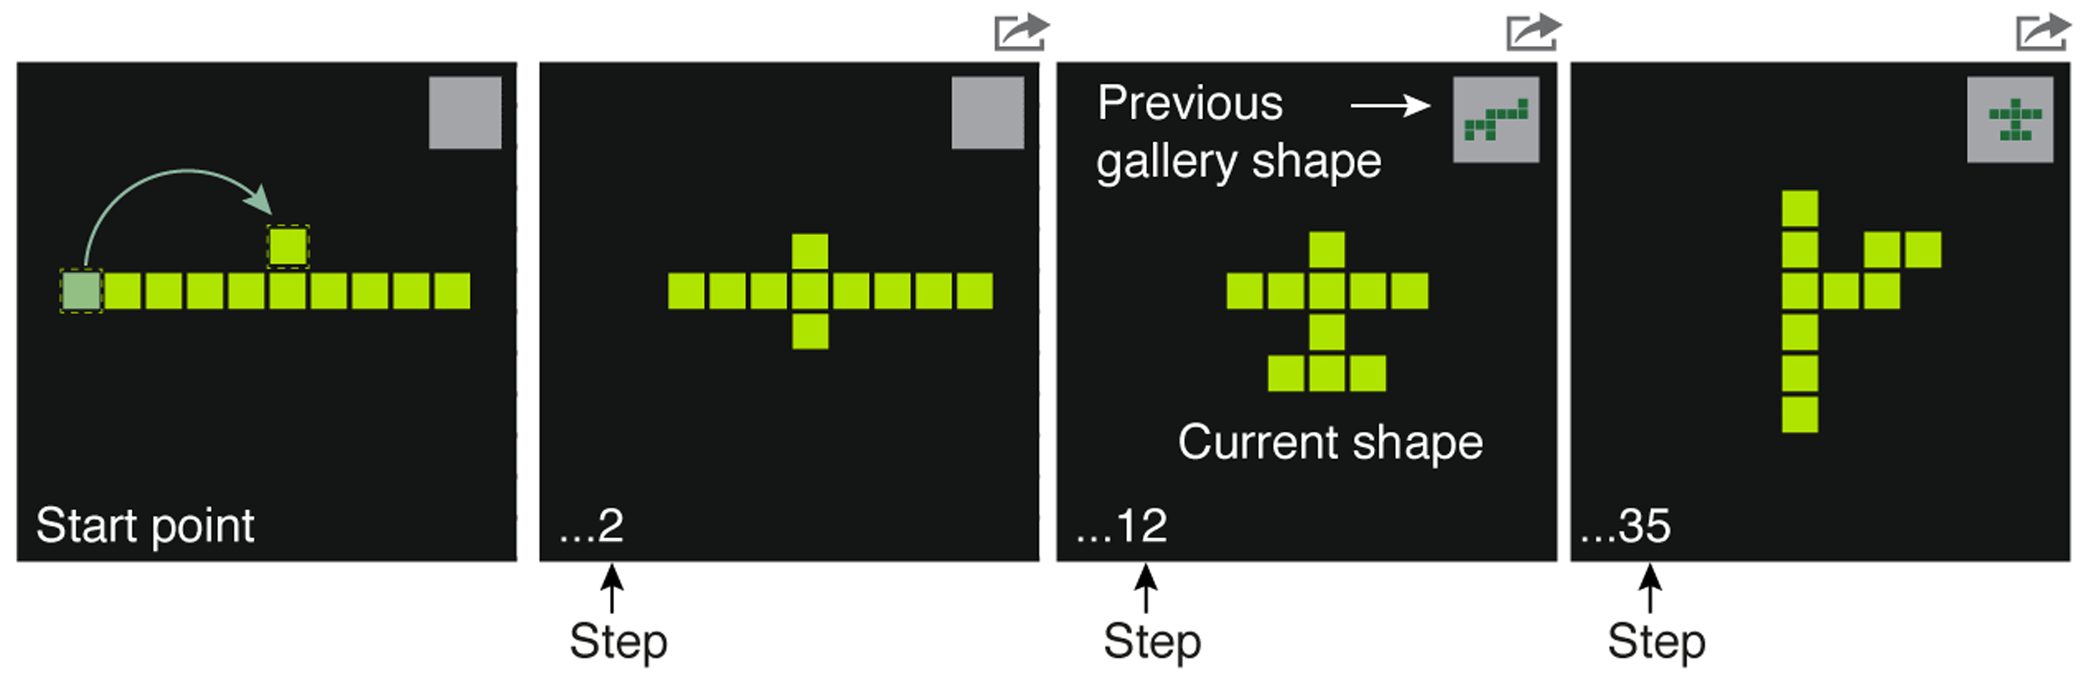 Start point
...2
Step
Previous
gallery shape
Current shape
...12
Step
...35
Step